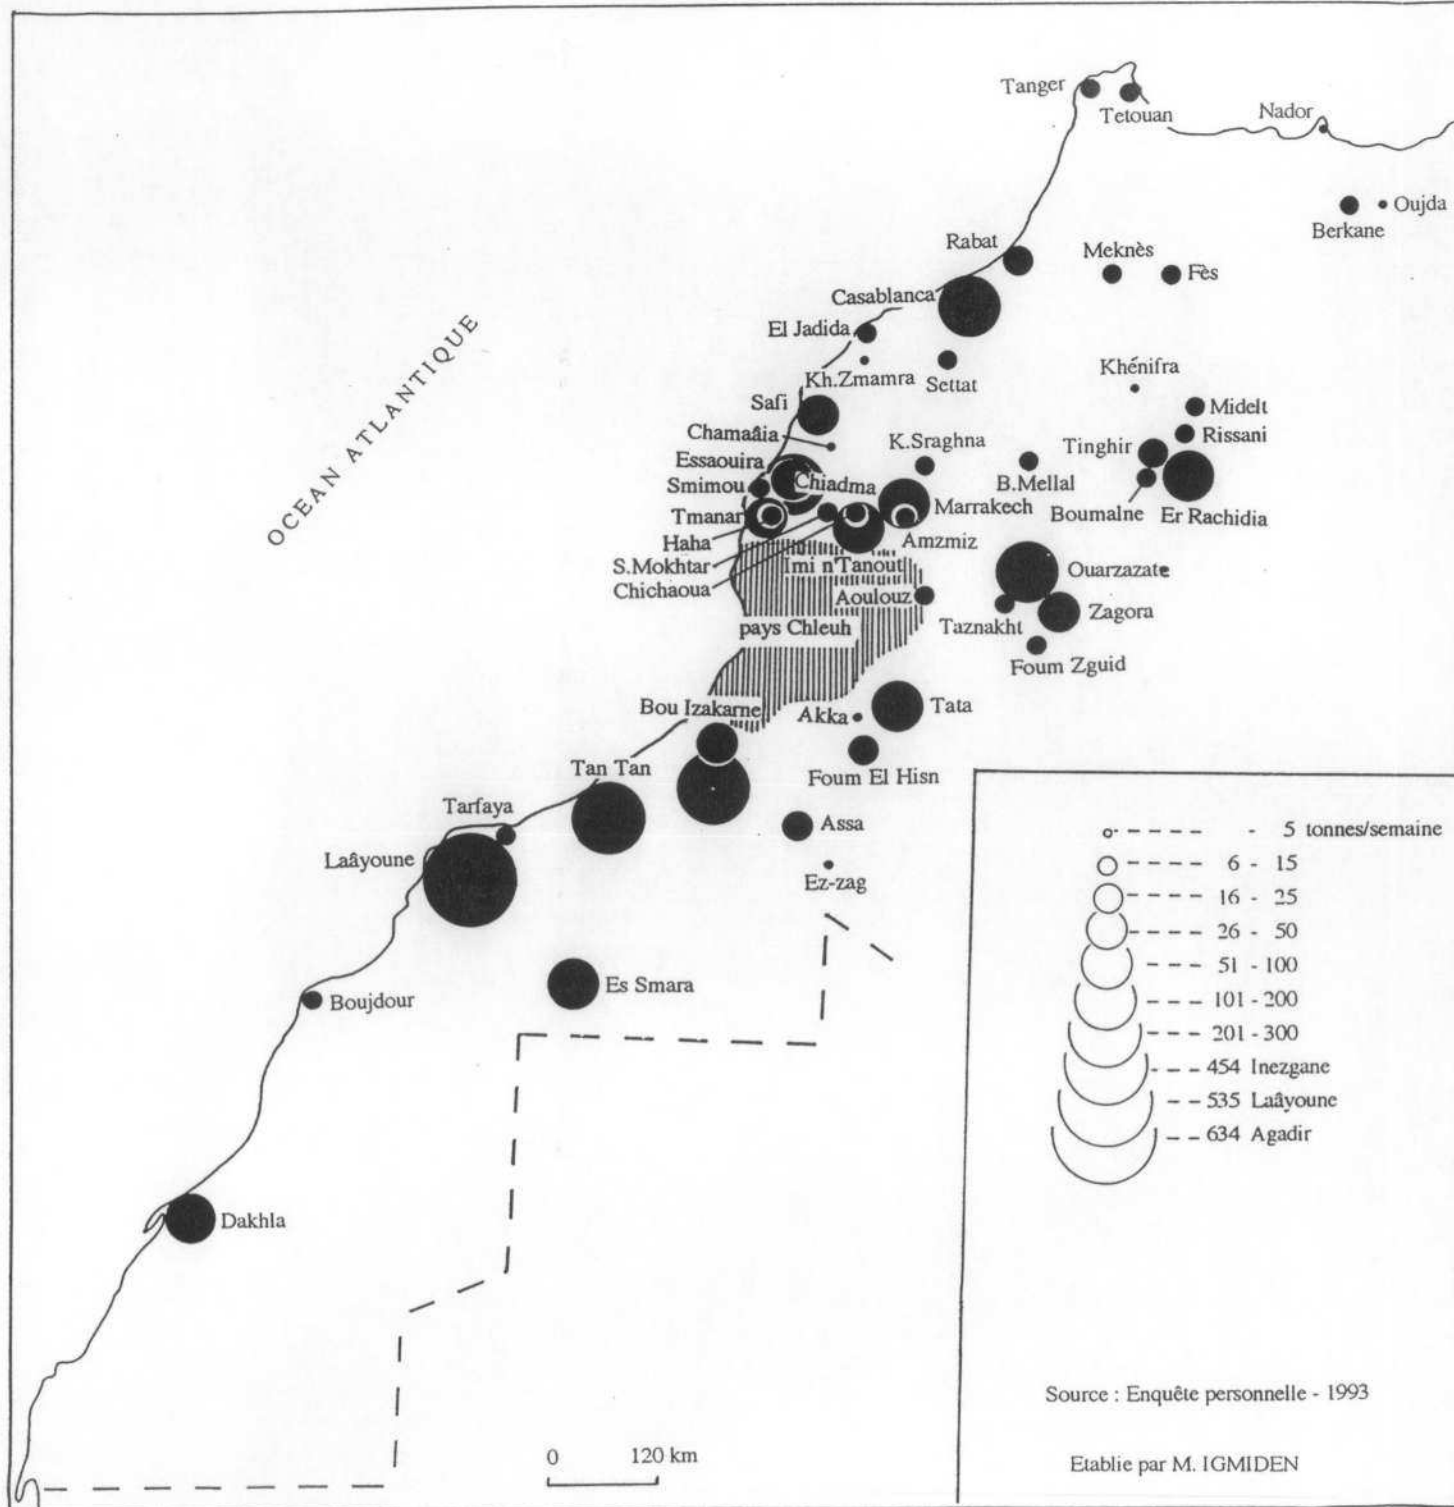 Tanger
Tetouan
Nador
Oujda
Berkane
Rabat
Meknès
Fès
Casablanca
El Jadida
OCEAN ATLANTIQUE
Kh.Zmamra
Settat
Khénifra
Safi
Midelt
Chamaâia
K.Sraghna
Tinghir
Rissani
Essaouira
Smimou
Chiadma
B.Mellal
Tmanar
Marrakech
Boumalne
Er Rachidia
Haha
Amzmiz
S.Mokhtar
Imi n'Tanout
Ouarzazate
Chichaoua
Aoulouz
Zagora
pays Chleuh
Taznakht
Foum Zguid
Bou Izakarne
Akka
Tata
Tan Tan
Foum El Hisn
Tarfaya
Assa
Laâyoune
Ez-zag
Es Smara
Boujdour
Dakhla
- 5 tonnes/semaine
6 - 15
16 - 25
26 - 50
51 - 100
101 - 200
201 - 300
454 Inezgane
535 Laâyoune
634 Agadir
Source : Enquête personnelle - 1993
0 120 km
Etablie par M. IGMIDEN